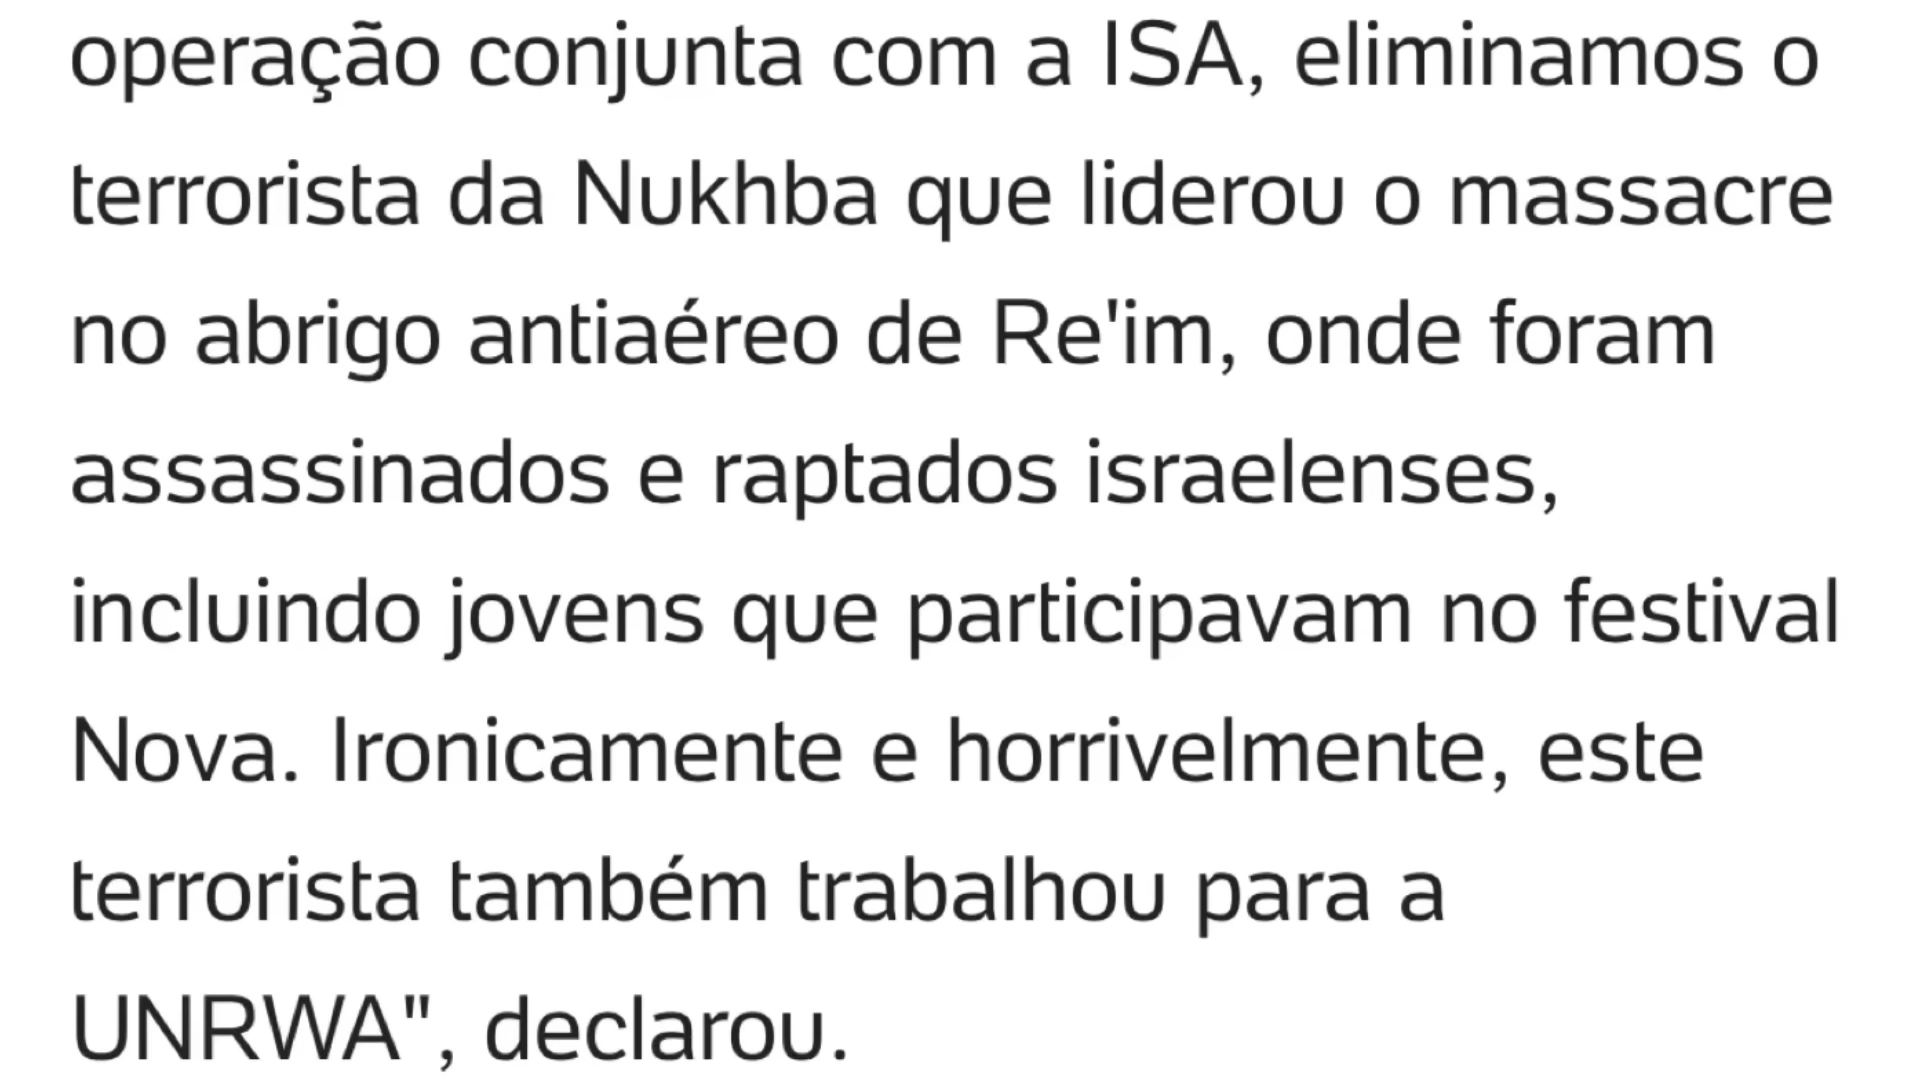 operação conjunta com a ISA, eliminamos o
terrorista da Nukhba que liderou o massacre
no abrigo antiaéreo de Re'im, onde foram
assassinados e raptados israelenses,
incluindo jovens que participavam no festival
Nova. Ironicamente e horrivelmente, este
terrorista também trabalhou para a
UNRWA", declarou.